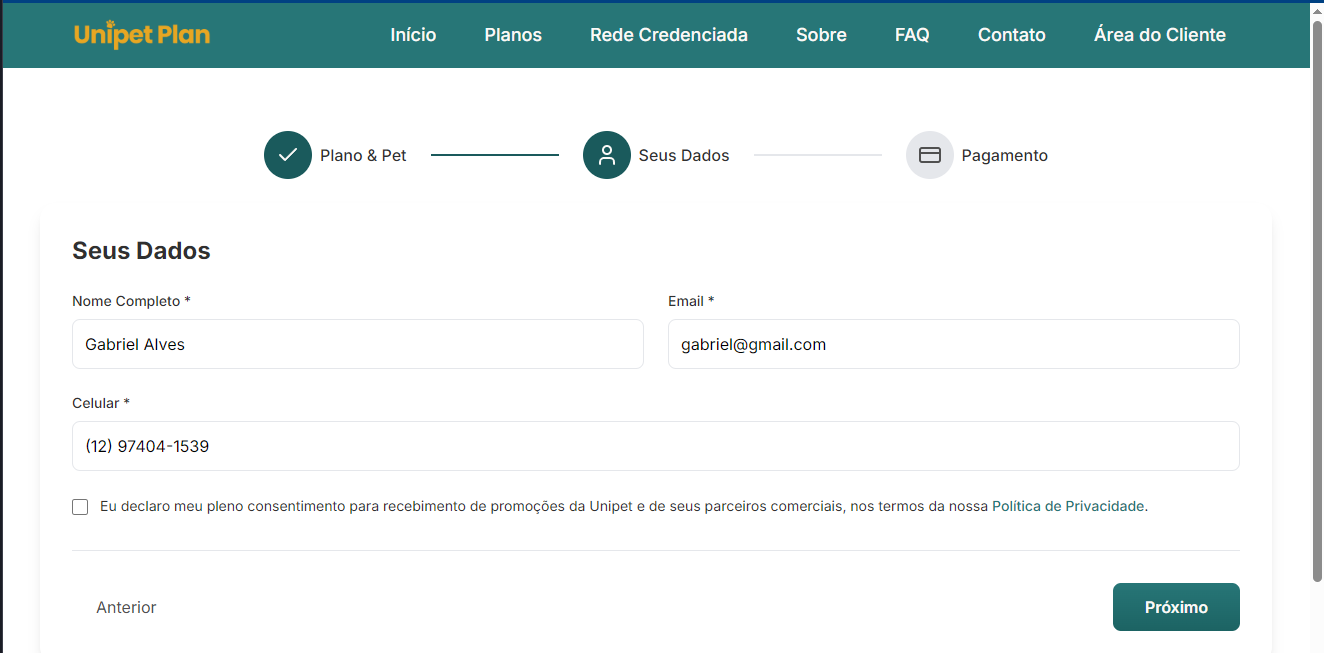 Unipet Plan Início Planos Rede Credenciada Sobre FAQ Contato Área do Cliente
Plano & Pet Seus Dados Pagamento
Seus Dados
Nome Completo * Email *
Gabriel Alves gabriel@gmail.com
Celular *
(12) 97404-1539
Eu declaro meu pleno consentimento para recebimento de promoções da Unipet e de seus parceiros comerciais, nos termos da nossa Política de Privacidade.
Anterior Próximo